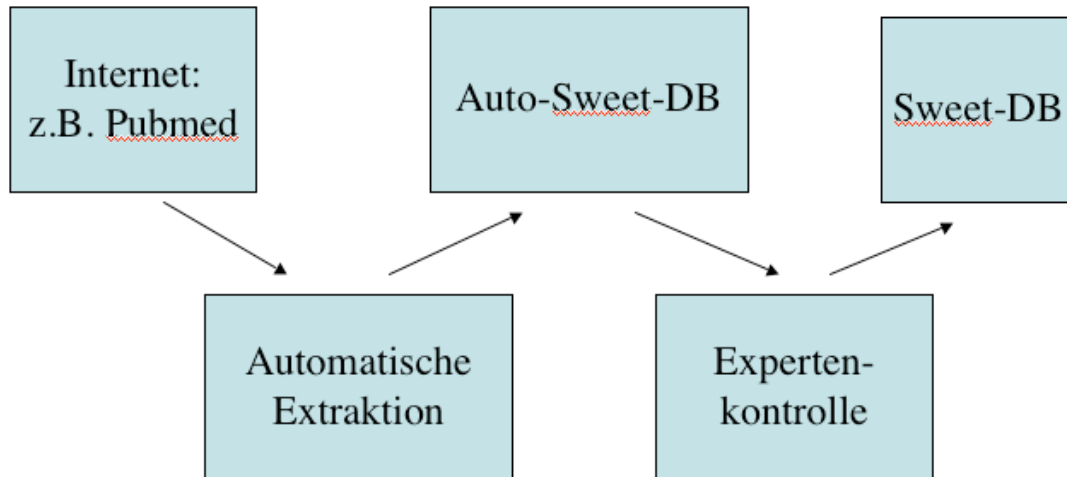 Internet:
z.B. Pubmed
Auto-Sweet-DB
Sweet-DB
Automatische
Extraktion
Experten-
kontrolle